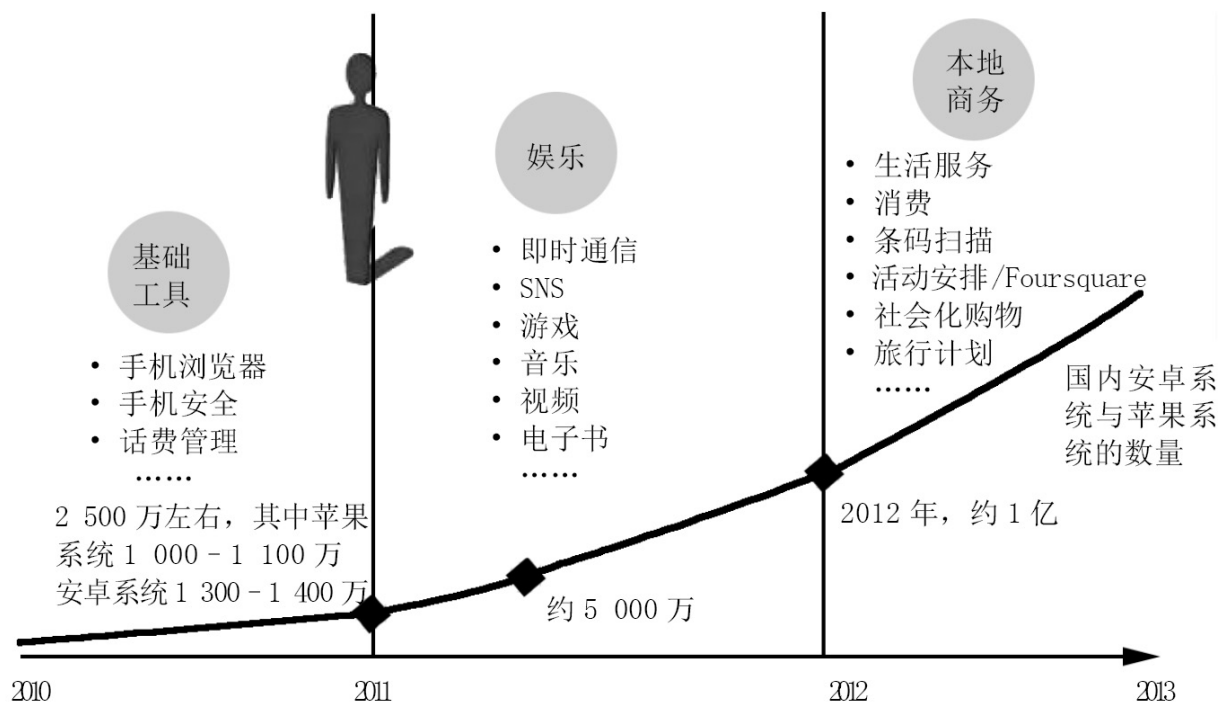 基础
工具
• 手机浏览器
• 手机安全
• 话费管理
……
2 500 万左右，其中苹果
系统 1 000-1 100 万
安卓系统 1 300-1 400 万
娱乐
• 即时通信
• SNS
• 游戏
• 音乐
• 视频
• 电子书
……
约 5 000 万
本地
商务
• 生活服务
• 消费
• 条码扫描
• 活动安排/Foursquare
• 社会化购物
• 旅行计划
……
国内安卓系
统与苹果系
统的数量
2012 年，约 1 亿
2010
2011
2012
2013